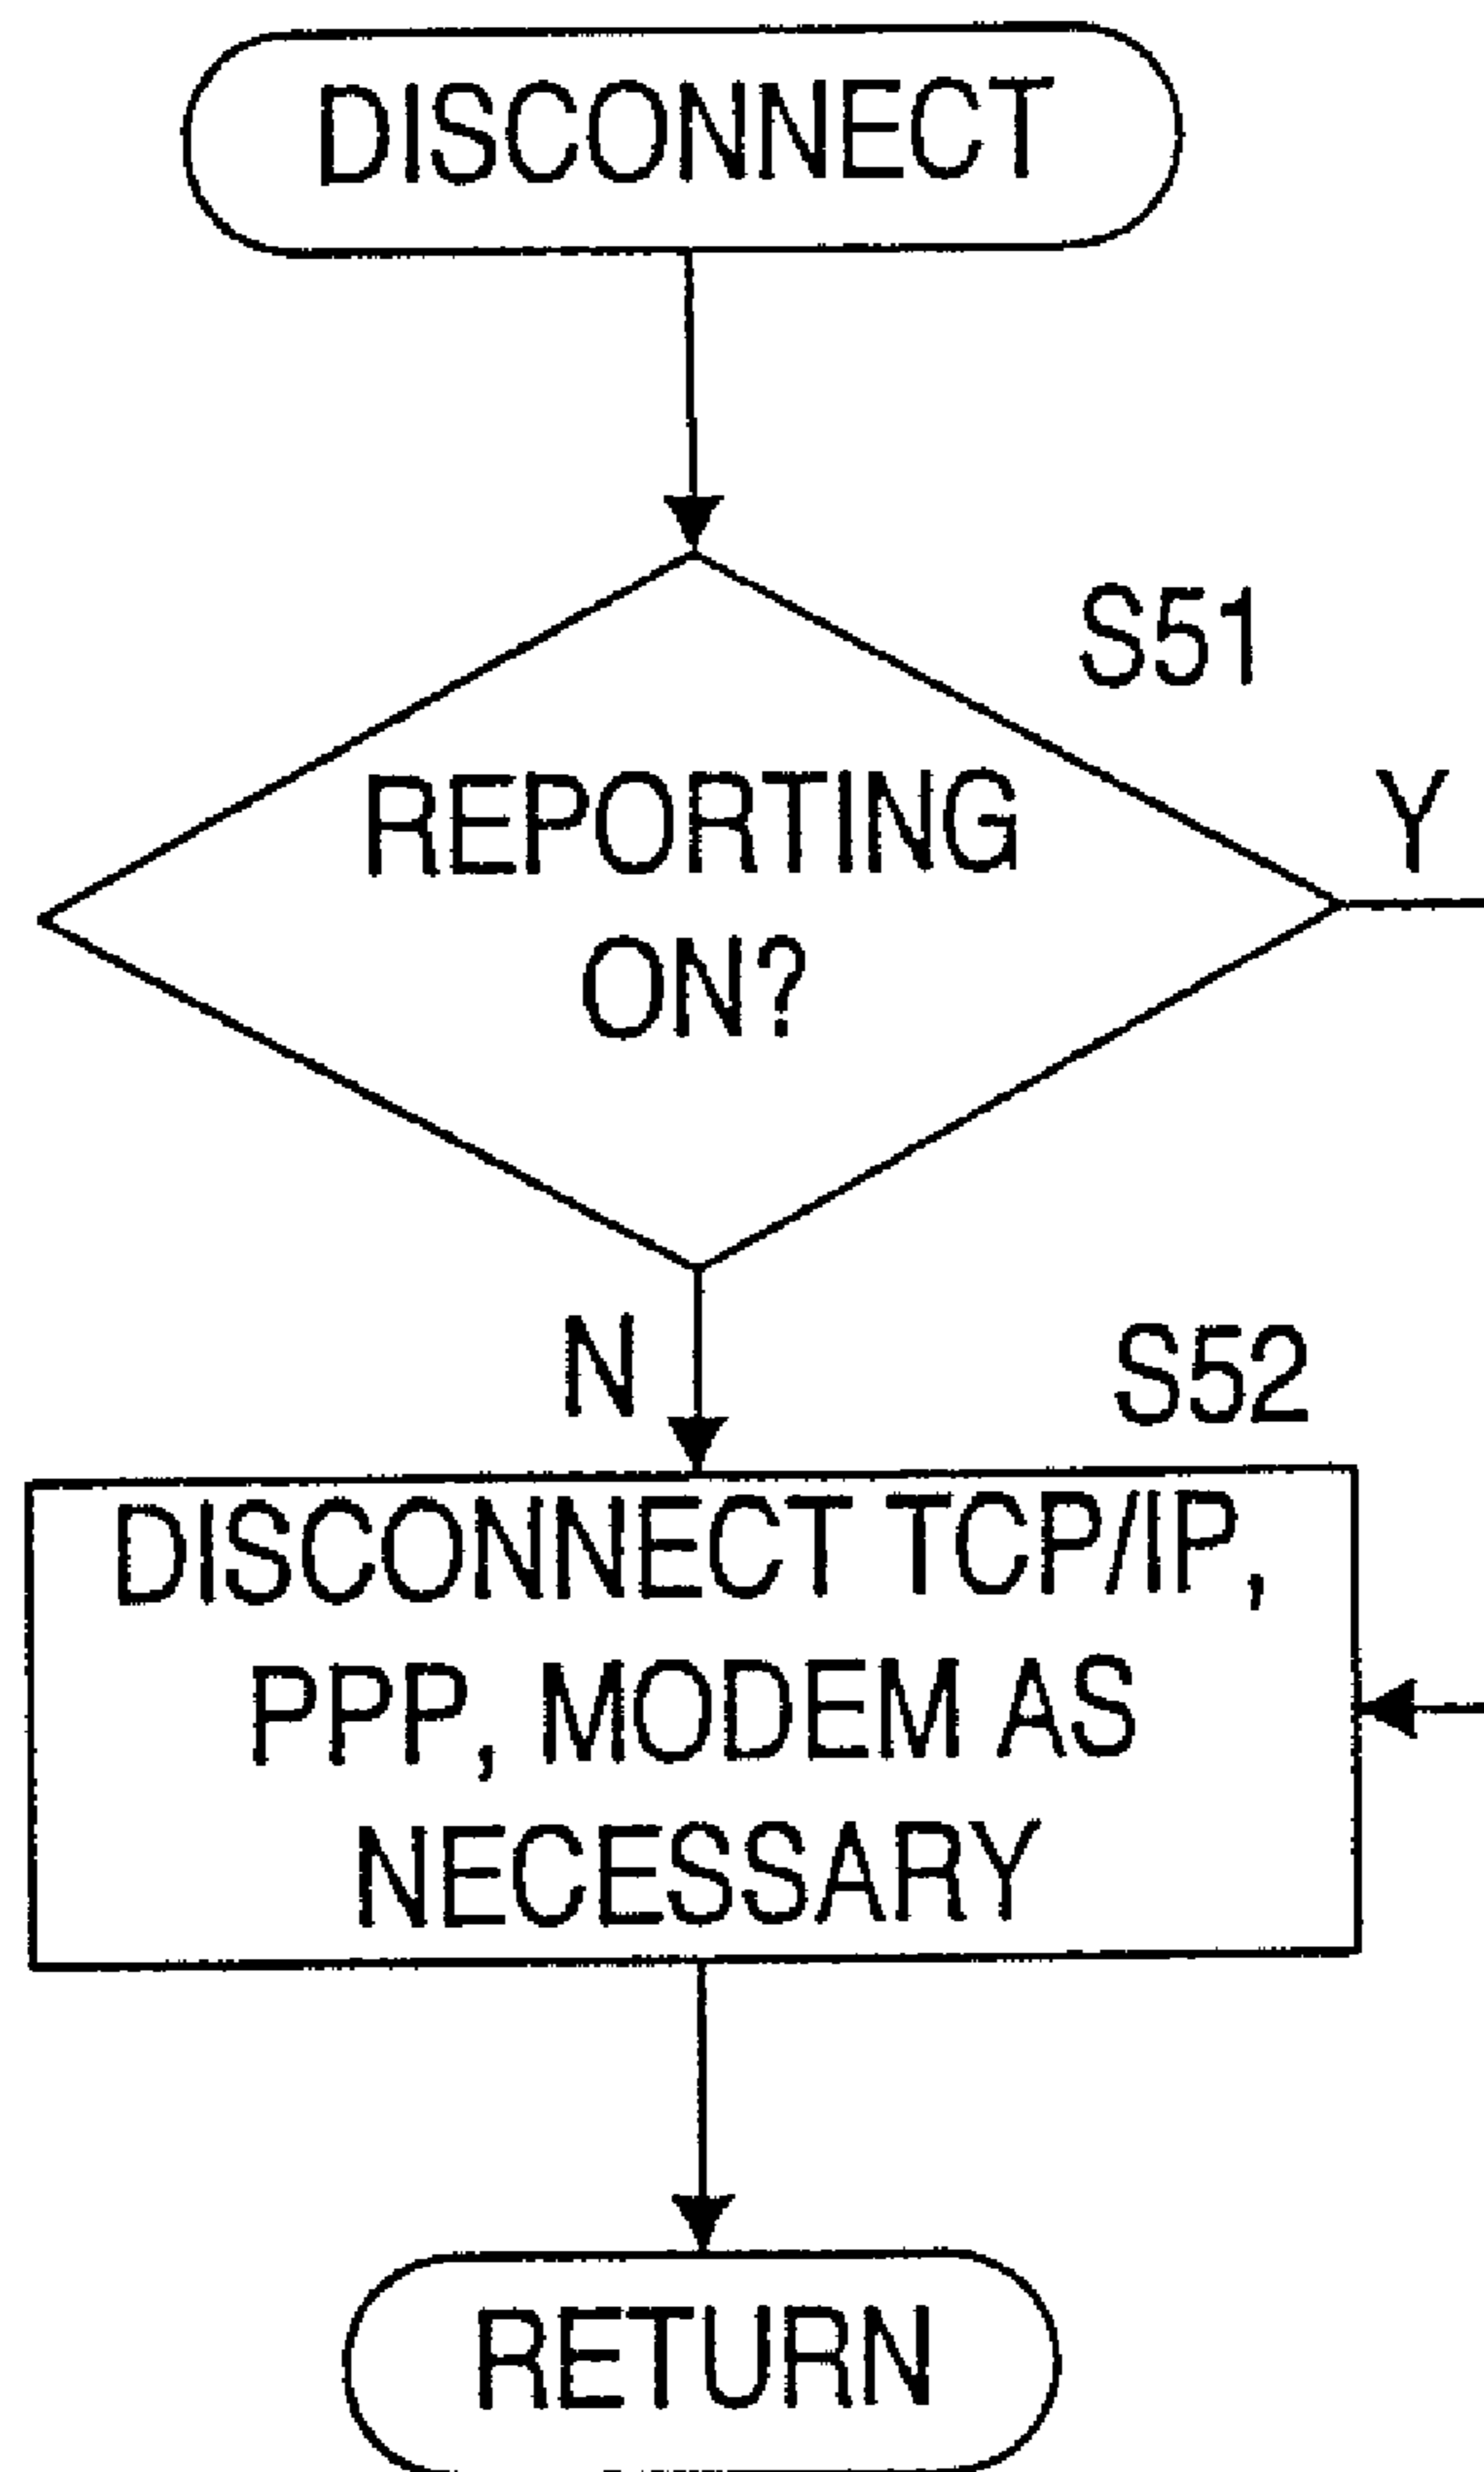 DISCONNECT
S51
REPORTING
ON?
Y
N
S52
DISCONNECT TCP/IP,
PPP, MODEM AS
NECESSARY
RETURN